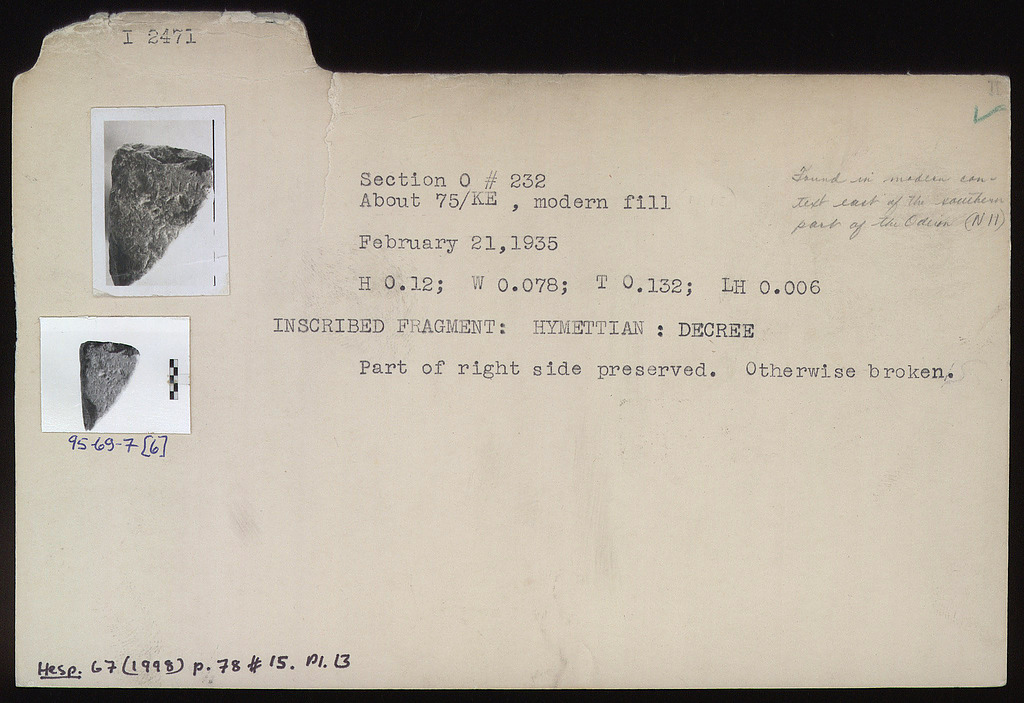 I 2471
Section O # 232
About 75/ΚΕ , modern fill
February 21,1935
H 0.12; W 0.078; T 0.132; LH 0.006
INSCRIBED FRAGMENT: HYMETTIAN : DECREE
Part of right side preserved. Otherwise broken.
Found in modern con-
text east of the southern
part of the Odeion (N 11)
95-69-7 [6]
Hesp. 67 (1998) p. 78 # 15. Pl. 13